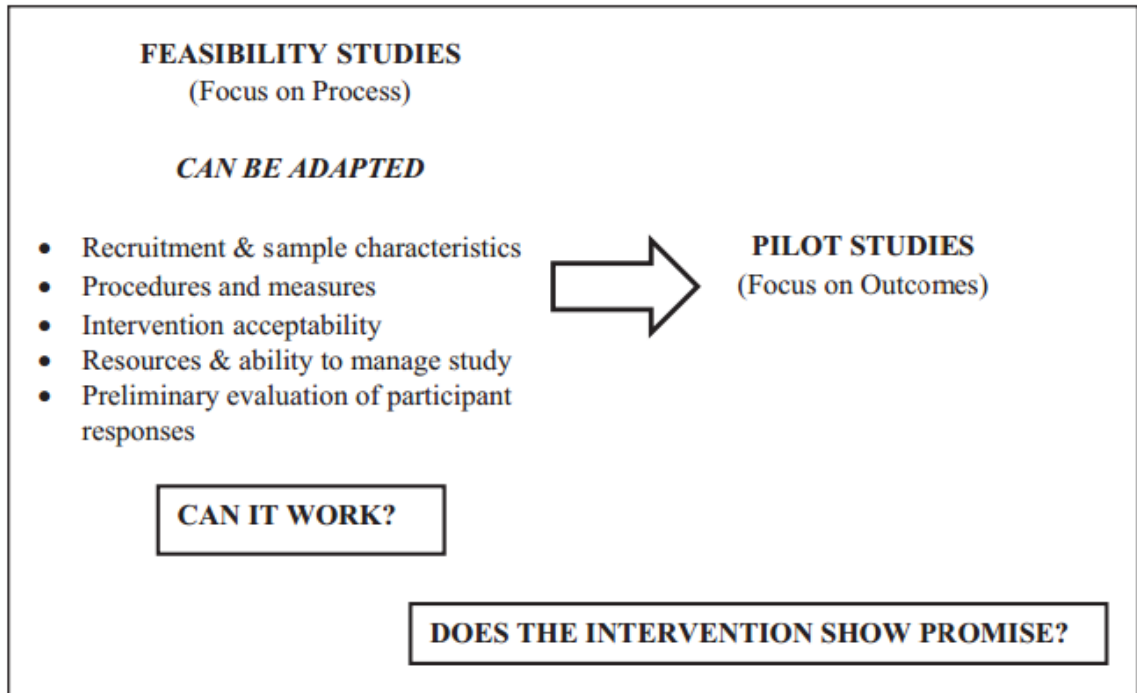 FEASIBILITY STUDIES
(Focus on Process)
CAN BE ADAPTED
• Recruitment & sample characteristics
• Procedures and measures
• Intervention acceptability
• Resources & ability to manage study
• Preliminary evaluation of participant
responses
PILOT STUDIES
(Focus on Outcomes)
CAN IT WORK?
DOES THE INTERVENTION SHOW PROMISE?